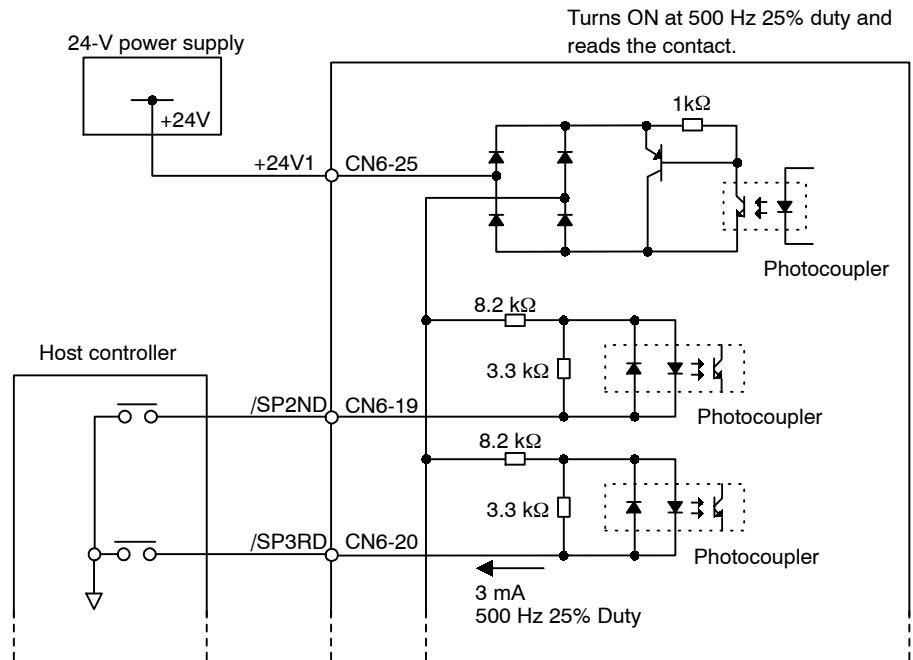 Turns ON at 500 Hz 25% duty and
reads the contact.
24-V power supply
+24V
1kΩ
+24V1
CN6-25
Photocoupler
8.2 kΩ
Host controller
3.3 kΩ
/SP2ND
CN6-19
Photocoupler
8.2 kΩ
3.3 kΩ
/SP3RD
CN6-20
Photocoupler
3 mA
500 Hz 25% Duty